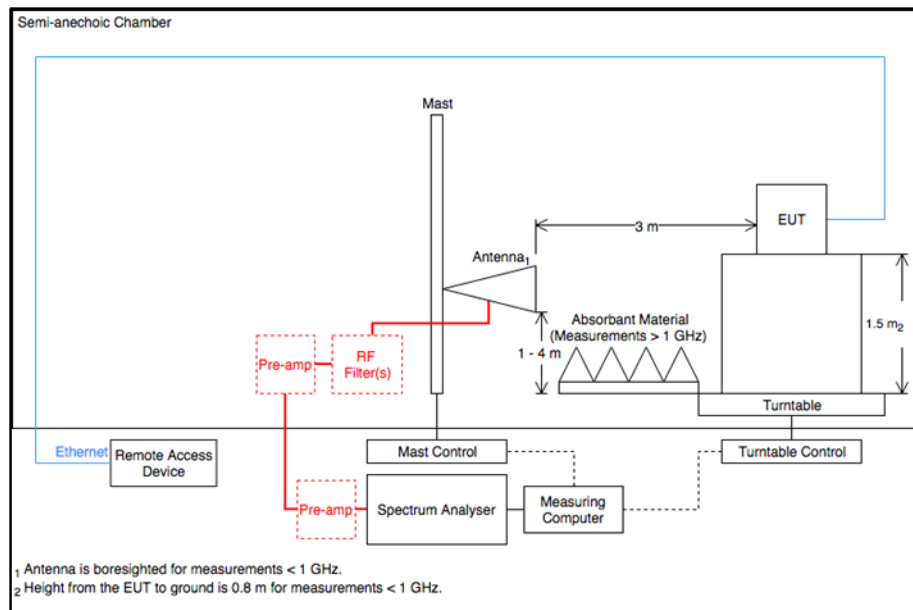 Semi-anechoic Chamber
Mast
EUT
3 m
Antenna1
1.5 m2
Absorbant Material
(Measurements > 1 GHz)
1 - 4 m
Pre-amp
RF
Filter(s)
Turntable
Ethernet
Remote Access
Device
Mast Control
Turntable Control
Pre-amp
Spectrum Analyser
Measuring
Computer
1 Antenna is boresighted for measurements < 1 GHz.
2 Height from the EUT to ground is 0.8 m for measurements < 1 GHz.